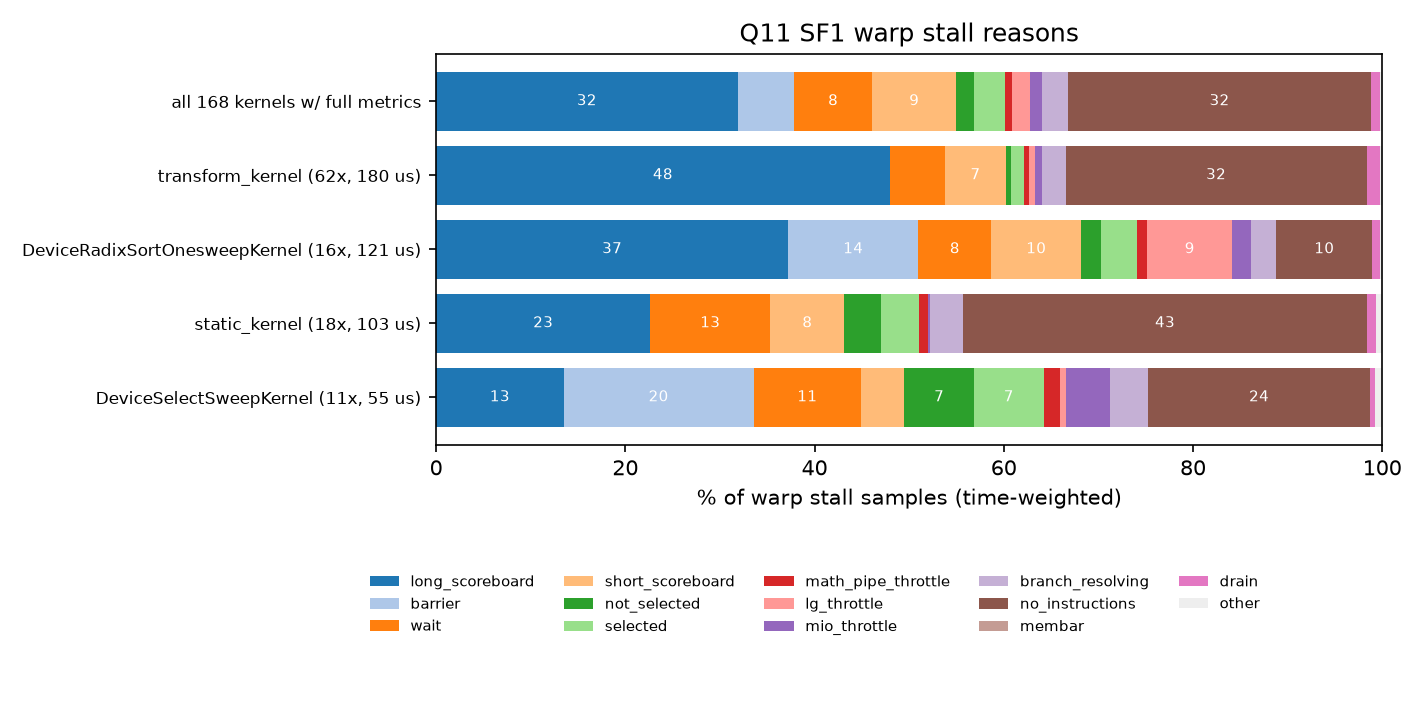 Q11 SF1 warp stall reasons
all 168 kernels w/ full metrics
32 8 9 32
transform_kernel (62x, 180 us)
48 7 32
DeviceRadixSortOnesweepKernel (16x, 121 us)
37 14 8 10 9 10
static_kernel (18x, 103 us)
23 13 8 43
DeviceSelectSweepKernel (11x, 55 us)
13 20 11 7 7 24
0 20 40 60 80 100
% of warp stall samples (time-weighted)
long_scoreboard short_scoreboard math_pipe_throttle branch_resolving drain
barrier not_selected lg_throttle no_instructions other
wait selected mio_throttle membar